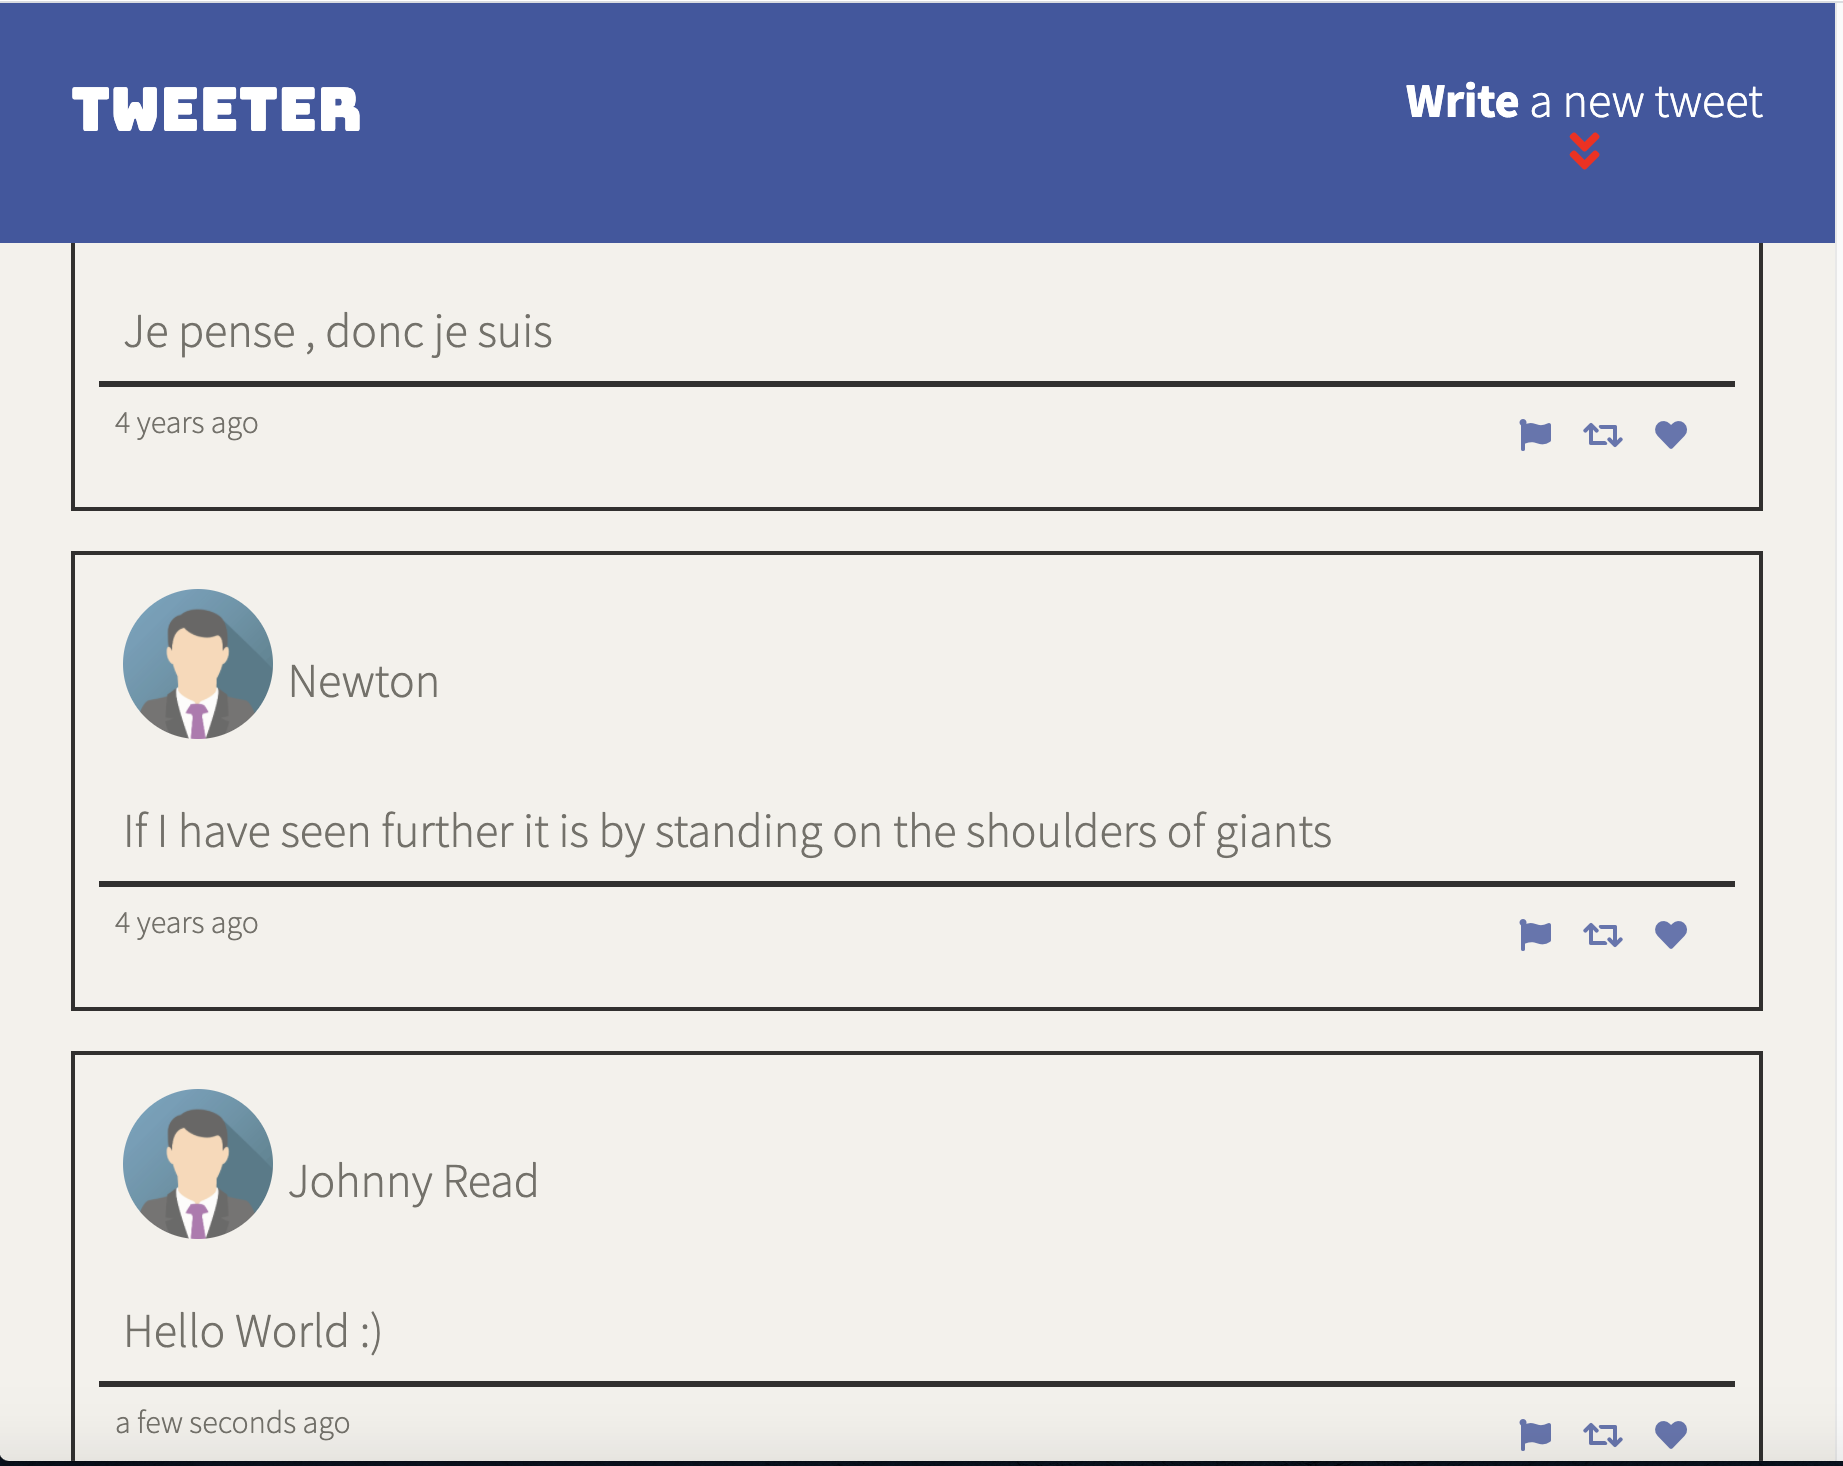 TWEETER
Write a new tweet
Je pense , donc je suis
4 years ago
Newton
If I have seen further it is by standing on the shoulders of giants
4 years ago
Johnny Read
Hello World :)
a few seconds ago